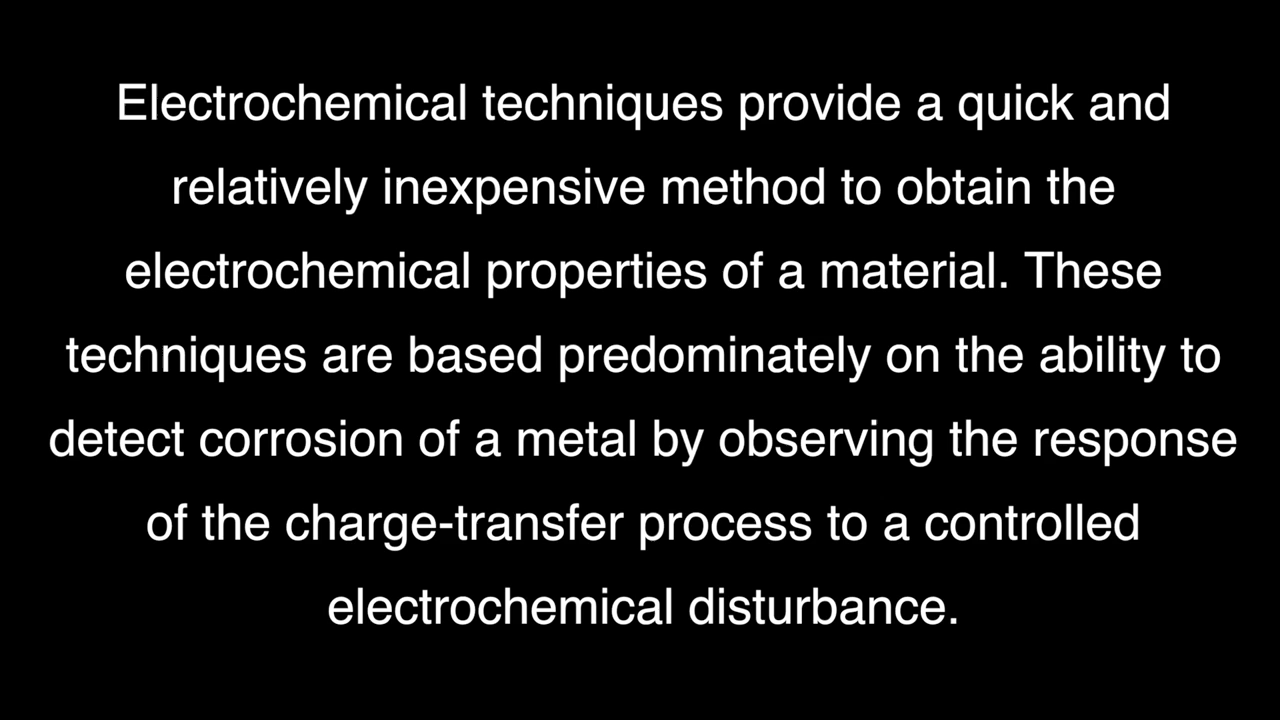 Electrochemical techniques provide a quick and
relatively inexpensive method to obtain the
electrochemical properties of a material. These
techniques are based predominately on the ability to
detect corrosion of a metal by observing the response
of the charge-transfer process to a controlled
electrochemical disturbance.